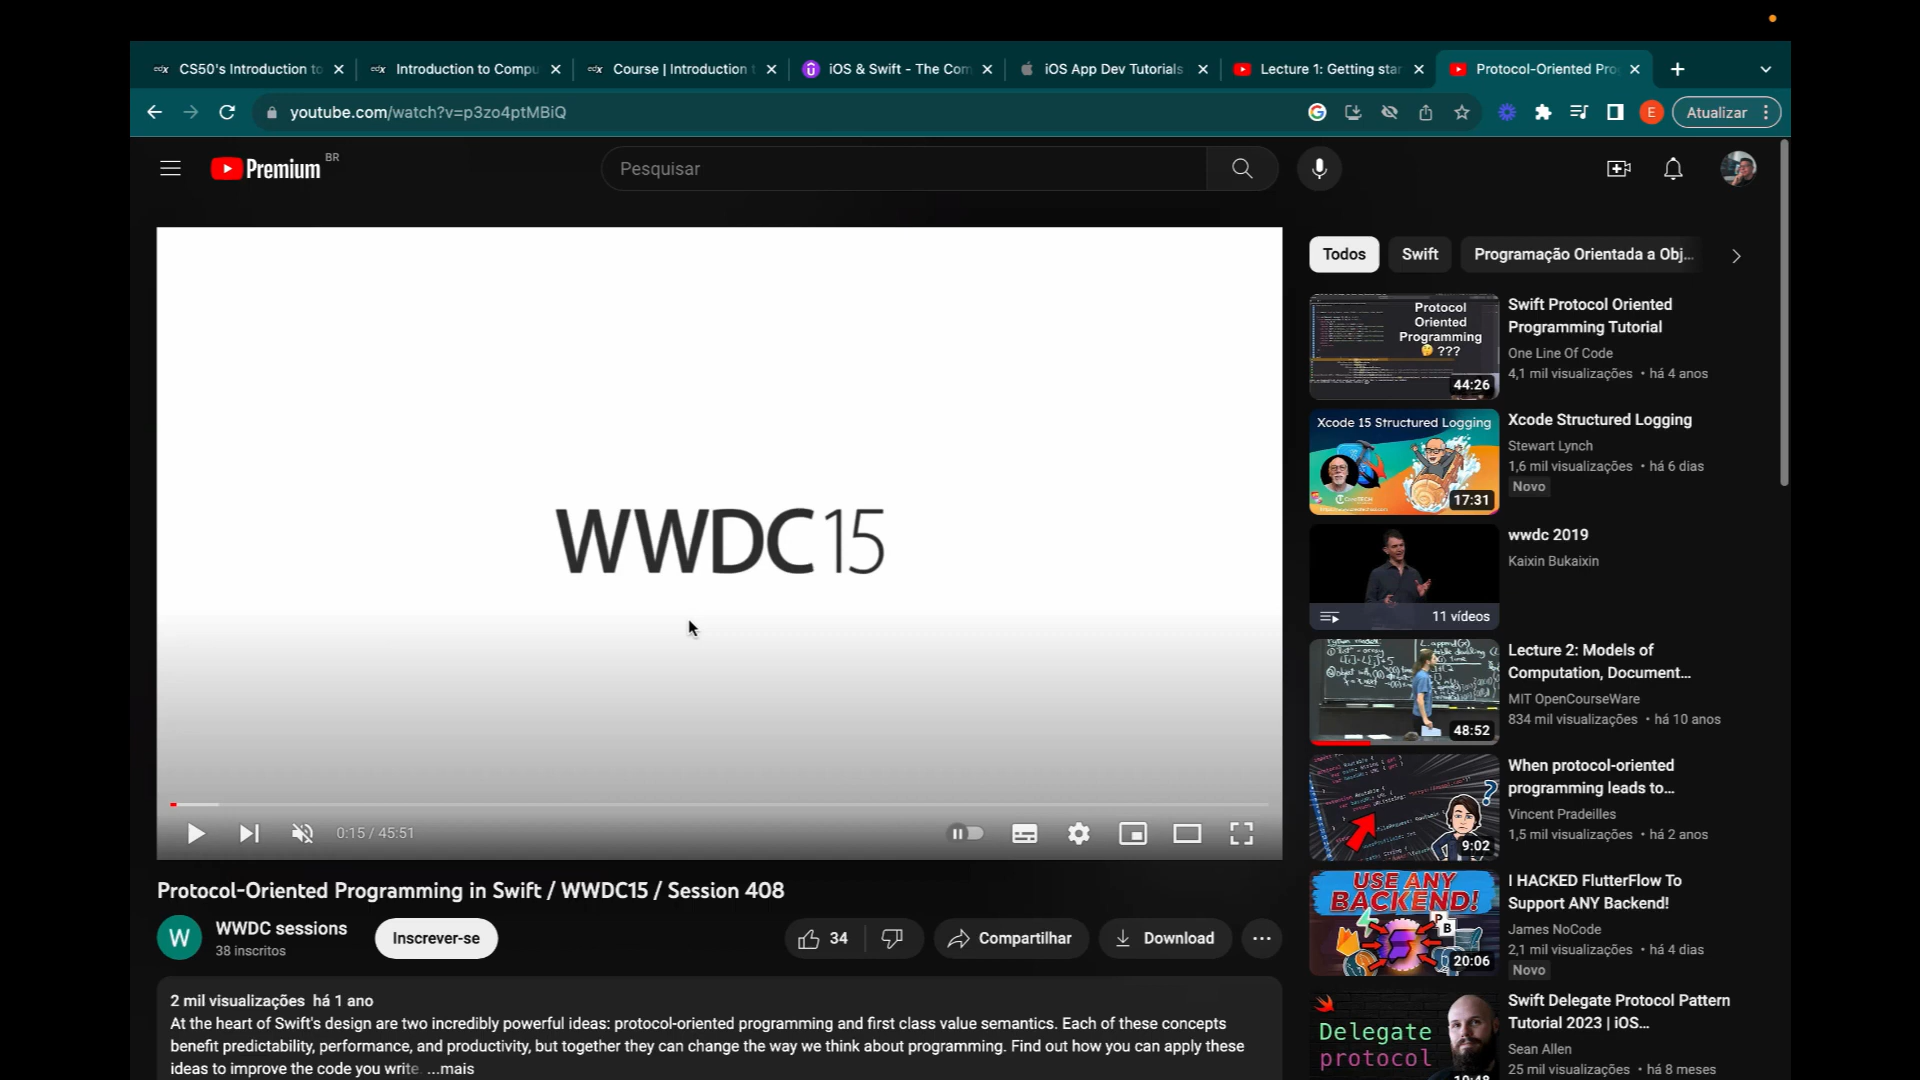 CS50's Introduction to
Introduction to Compu
Course | Introduction t
iOS & Swift - The Com
iOS App Dev Tutorials
Lecture 1: Getting star
Protocol-Oriented Pro
youtube.com/watch?v=p3zo4ptMBiQ
E
Atualizar
Premium BR
Pesquisar
Todos
Swift
Programação Orientada a Obj...
WWDC15
0:15 / 45:51
Protocol-Oriented Programming in Swift / WWDC15 / Session 408
W
WWDC sessions
38 inscritos
Inscrever-se
34
Compartilhar
Download
2 mil visualizações há 1 ano
At the heart of Swift's design are two incredibly powerful ideas: protocol-oriented programming and first class value semantics. Each of these concepts
benefit predictability, performance, and productivity, but together they can change the way we think about programming. Find out how you can apply these
ideas to improve the code you write. ...mais
Protocol
Oriented
Programming
???
44:26
Swift Protocol Oriented
Programming Tutorial
One Line Of Code
4,1 mil visualizações • há 4 anos
Xcode 15 Structured Logging
17:31
Xcode Structured Logging
Stewart Lynch
1,6 mil visualizações • há 6 dias
Novo
11 vídeos
wwdc 2019
Kaixin Bukaixin
48:52
Lecture 2: Models of
Computation, Document...
MIT OpenCourseWare
834 mil visualizações • há 10 anos
9:02
When protocol-oriented
programming leads to...
Vincent Pradeilles
1,5 mil visualizações • há 2 anos
USE ANY
BACKEND!
B
20:06
I HACKED FlutterFlow To
Support ANY Backend!
James NoCode
2,1 mil visualizações • há 4 dias
Novo
Delegate
protocol
Swift Delegate Protocol Pattern
Tutorial 2023 | iOS...
Sean Allen
25 mil visualizações • há 8 meses